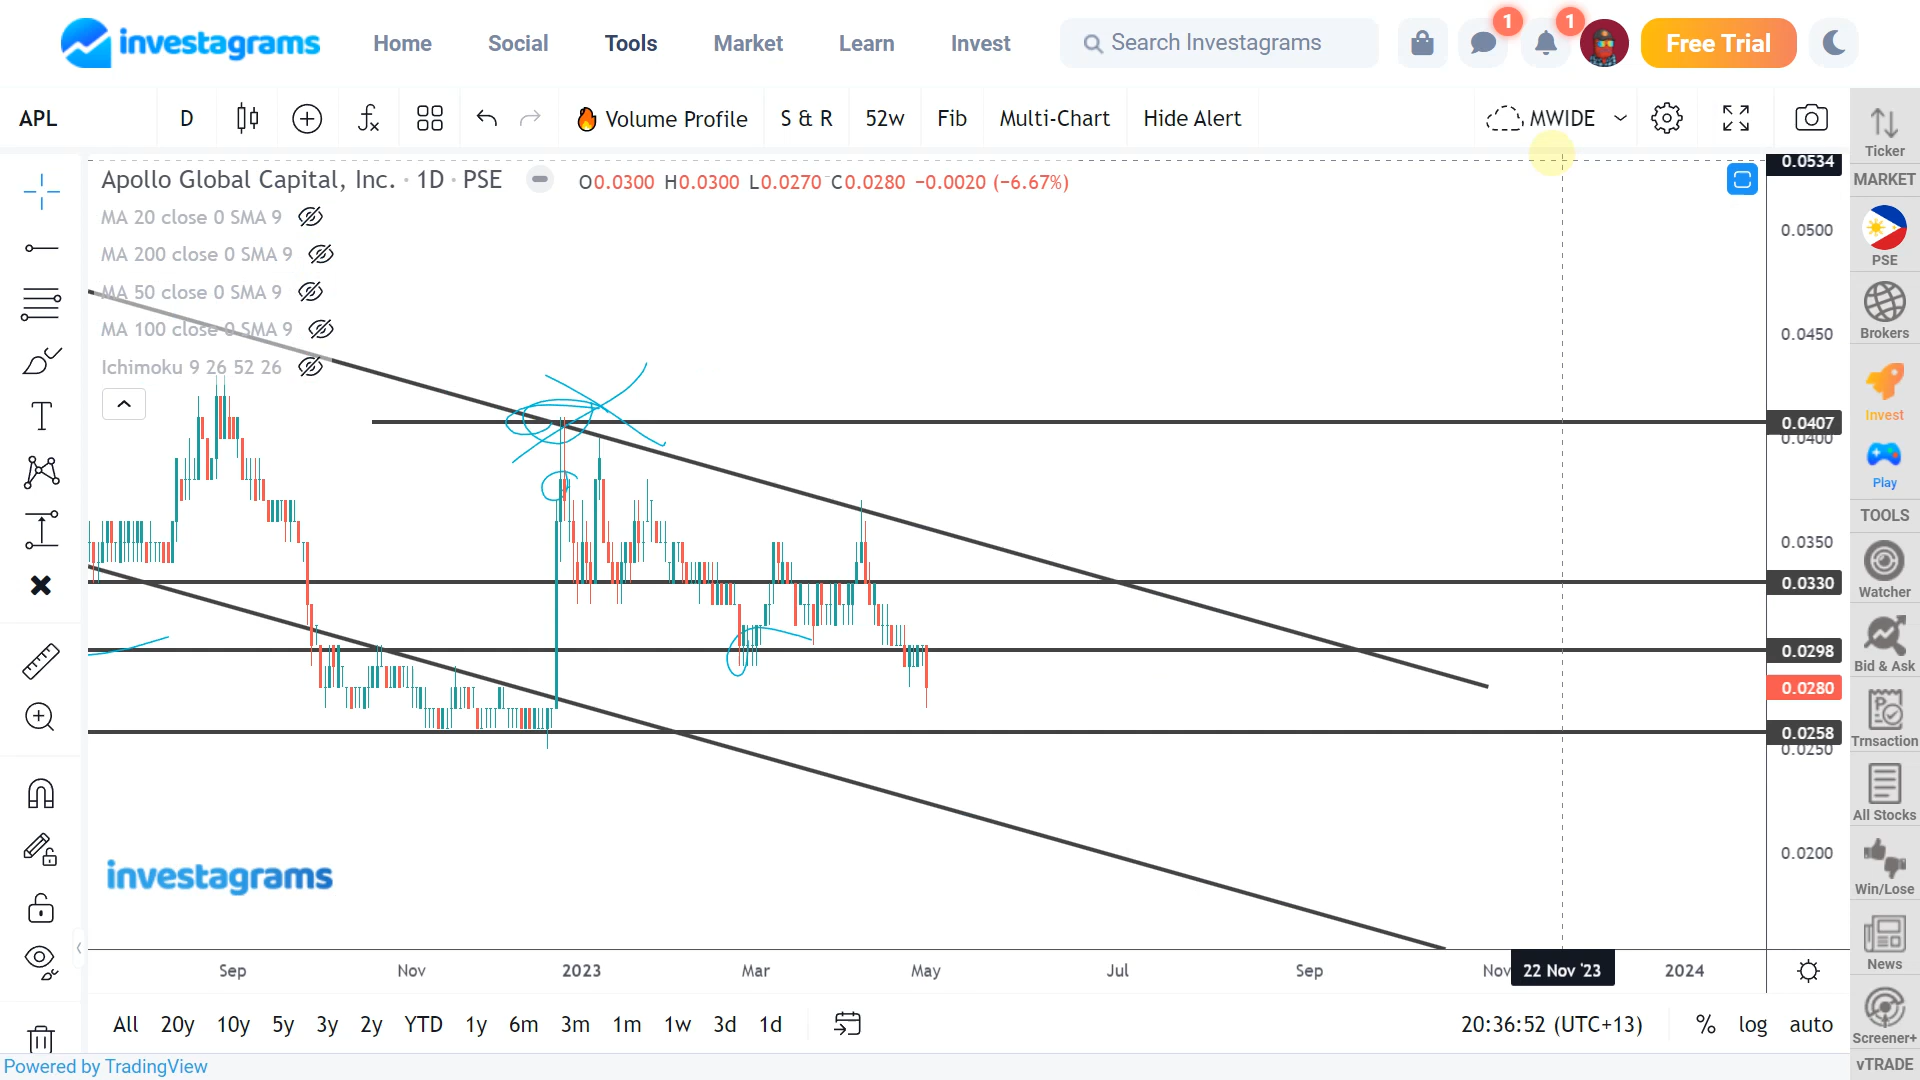 investagrams Home Social Tools Market Learn Invest Search Investagrams 1 1 Free Trial
APL D Volume Profile S & R 52w Fib Multi-Chart Hide Alert MWIDE
Apollo Global Capital, Inc. · 1D · PSE O0.0300 H0.0300 L0.0270 C0.0280 −0.0020 (−6.67%)
MA 20 close 0 SMA 9
MA 200 close 0 SMA 9
MA 50 close 0 SMA 9
MA 100 close 0 SMA 9
Ichimoku 9 26 52 26
0.0534
0.0500
0.0450
0.0407
0.0400
0.0350
0.0330
0.0298
0.0280
0.0258
0.0250
0.0200
investagrams
Sep Nov 2023 Mar May Jul Sep Nov 22 Nov '23 2024
All 20y 10y 5y 3y 2y YTD 1y 6m 3m 1m 1w 3d 1d 20:36:52 (UTC+13) % log auto
Powered by TradingView
Ticker
MARKET
PSE
Brokers
Invest
Play
TOOLS
Watcher
Bid & Ask
Trnsaction
All Stocks
Win/Lose
News
Screener+
vTRADE